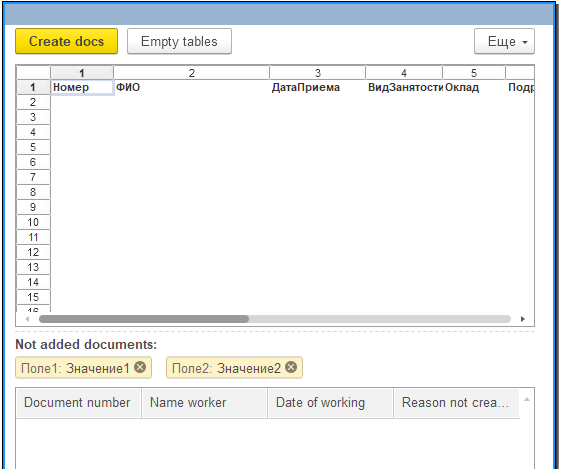 Create docs Empty tables Еще
1 2 3 4 5
1 Номер ФИО ДатаПриема ВидЗанятости Оклад Подр
2
3
4
5
6
7
8
9
10
11
12
13
14
15
16
Not added documents:
Поле1: Значение1 Поле2: Значение2
Document number Name worker Date of working Reason not crea...